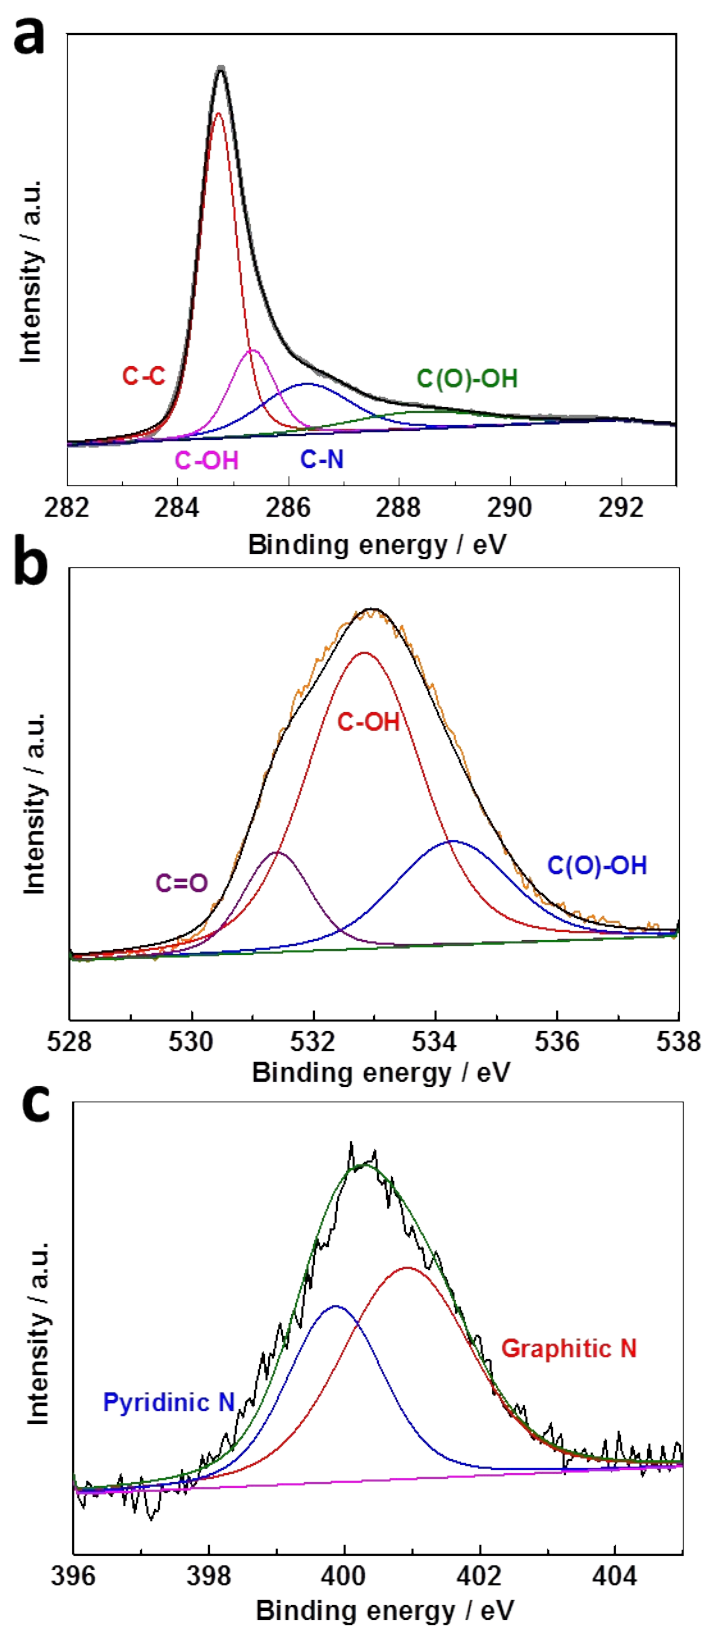 a
Intensity / a.u.
C-C
C(O)-OH
C-OH
C-N
282 284 286 288 290 292
Binding energy / eV
b
Intensity / a.u.
C-OH
C=O
C(O)-OH
528 530 532 534 536 538
Binding energy / eV
c
Intensity / a.u.
Graphitic N
Pyridinic N
396 398 400 402 404
Binding energy / eV